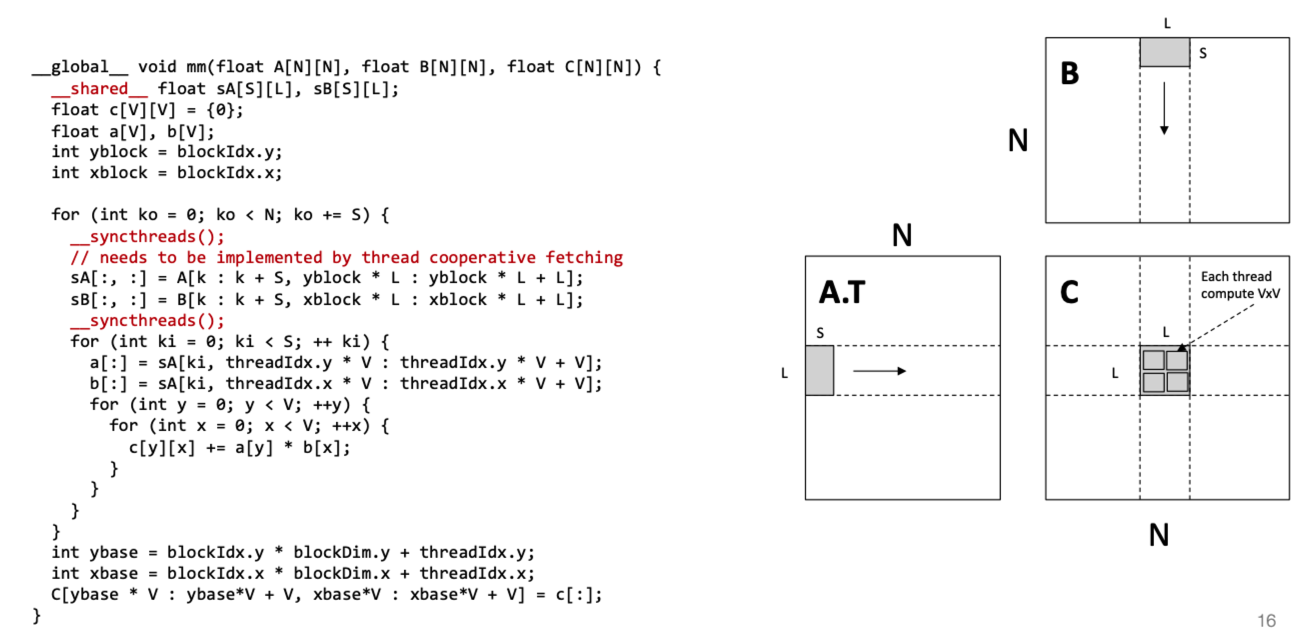 __global__ void mm(float A[N][N], float B[N][N], float C[N][N]) {
__shared__ float sA[S][L], sB[S][L];
float c[V][V] = {0};
float a[V], b[V];
int yblock = blockIdx.y;
int xblock = blockIdx.x;
for (int ko = 0; ko < N; ko += S) {
__syncthreads();
// needs to be implemented by thread cooperative fetching
sA[:, :] = A[k : k + S, yblock * L : yblock * L + L];
sB[:, :] = B[k : k + S, xblock * L : xblock * L + L];
__syncthreads();
for (int ki = 0; ki < S; ++ ki) {
a[:] = sA[ki, threadIdx.y * V : threadIdx.y * V + V];
b[:] = sA[ki, threadIdx.x * V : threadIdx.x * V + V];
for (int y = 0; y < V; ++y) {
for (int x = 0; x < V; ++x) {
c[y][x] += a[y] * b[x];
}
}
}
}
int ybase = blockIdx.y * blockDim.y + threadIdx.y;
int xbase = blockIdx.x * blockDim.x + threadIdx.x;
C[ybase * V : ybase*V + V, xbase*V : xbase*V + V] = c[:];
}
L
S
B
N
N
A.T
S
L
C
Each thread
compute VxV
L
L
N
16